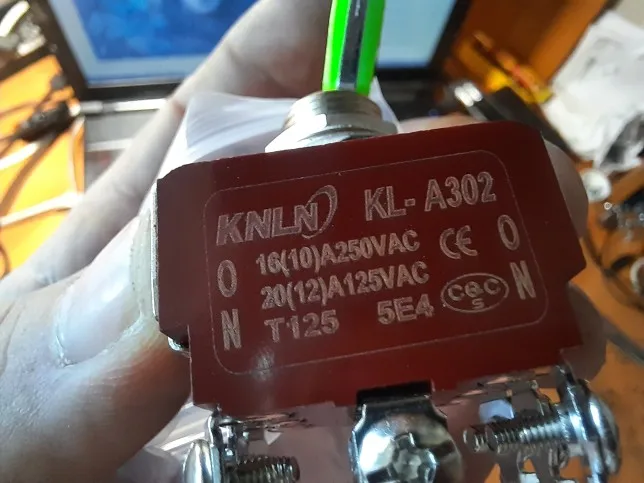 KNLN KL-A302
O 16(10)A250VAC CE O
N 20(12)A125VAC CQC N
T125 5E4 S